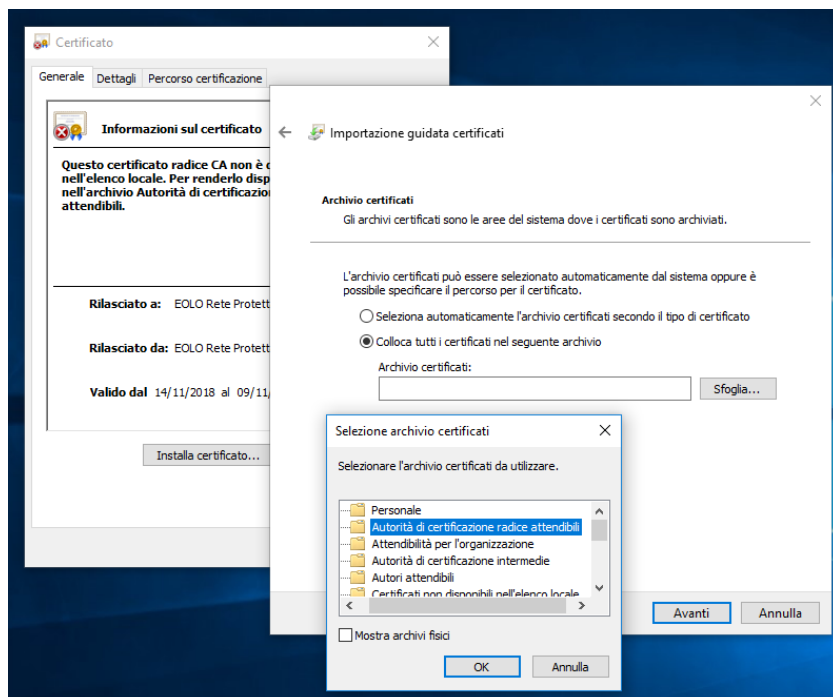 Certificato
Generale
Dettagli
Percorso certificazione
Informazioni sul certificato
Questo certificato radice CA non è
nell'elenco locale. Per renderlo
nell'archivio Autorità di
attendibili.
Rilasciato a: EOLO Rete
Rilasciato da: EOLO Rete
Valido dal 14/11/2018 al 09/11/
Installa certificato...
Importazione guidata certificati
Archivio certificati
Gli archivi certificati sono le aree del sistema dove i certificati sono archiviati.
L'archivio certificati può essere selezionato automaticamente dal sistema oppure è
possibile specificare il percorso per il certificato.
Seleziona automaticamente l'archivio certificati secondo il tipo di certificato
Colloca tutti i certificati nel seguente archivio
Archivio certificati:
Sfoglia...
Selezione archivio certificati
Selezionare l'archivio certificati da utilizzare.
Personale
Autorità di certificazione radice attendibili
Attendibilità per l'organizzazione
Autorità di certificazione intermedie
Autori attendibili
Certificati non disponibili nell'elenco locale
Mostra archivi fisici
OK
Annulla
Avanti
Annulla